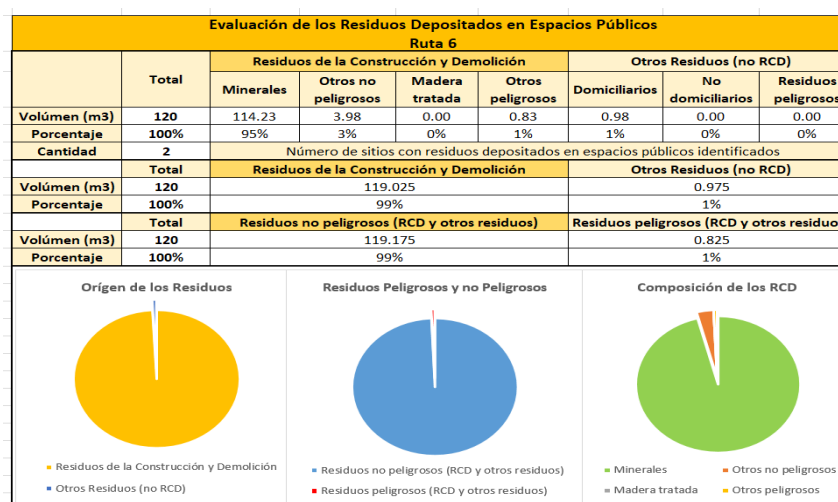 Evaluación de los Residuos Depositados en Espacios Públicos
Ruta 6
Total Residuos de la Construcción y Demolición Otros Residuos (no RCD)
Minerales Otros no peligrosos Madera tratada Otros peligrosos Domiciliarios No domiciliarios Residuos peligrosos
Volúmen (m3) 120 114.23 3.98 0.00 0.83 0.98 0.00 0.00
Porcentaje 100% 95% 3% 0% 1% 1% 0% 0%
Cantidad 2 Número de sitios con residuos depositados en espacios públicos identificados
Total Residuos de la Construcción y Demolición Otros Residuos (no RCD)
Volúmen (m3) 120 119.025 0.975
Porcentaje 100% 99% 1%
Total Residuos no peligrosos (RCD y otros residuos) Residuos peligrosos (RCD y otros residuo
Volúmen (m3) 120 119.175 0.825
Porcentaje 100% 99% 1%
Orígen de los Residuos
Residuos de la Construcción y Demolición
Otros Residuos (no RCD)
Residuos Peligrosos y no Peligrosos
Residuos no peligrosos (RCD y otros residuos)
Residuos peligrosos (RCD y otros residuos)
Composición de los RCD
Minerales Otros no peligrosos
Madera tratada Otros peligrosos